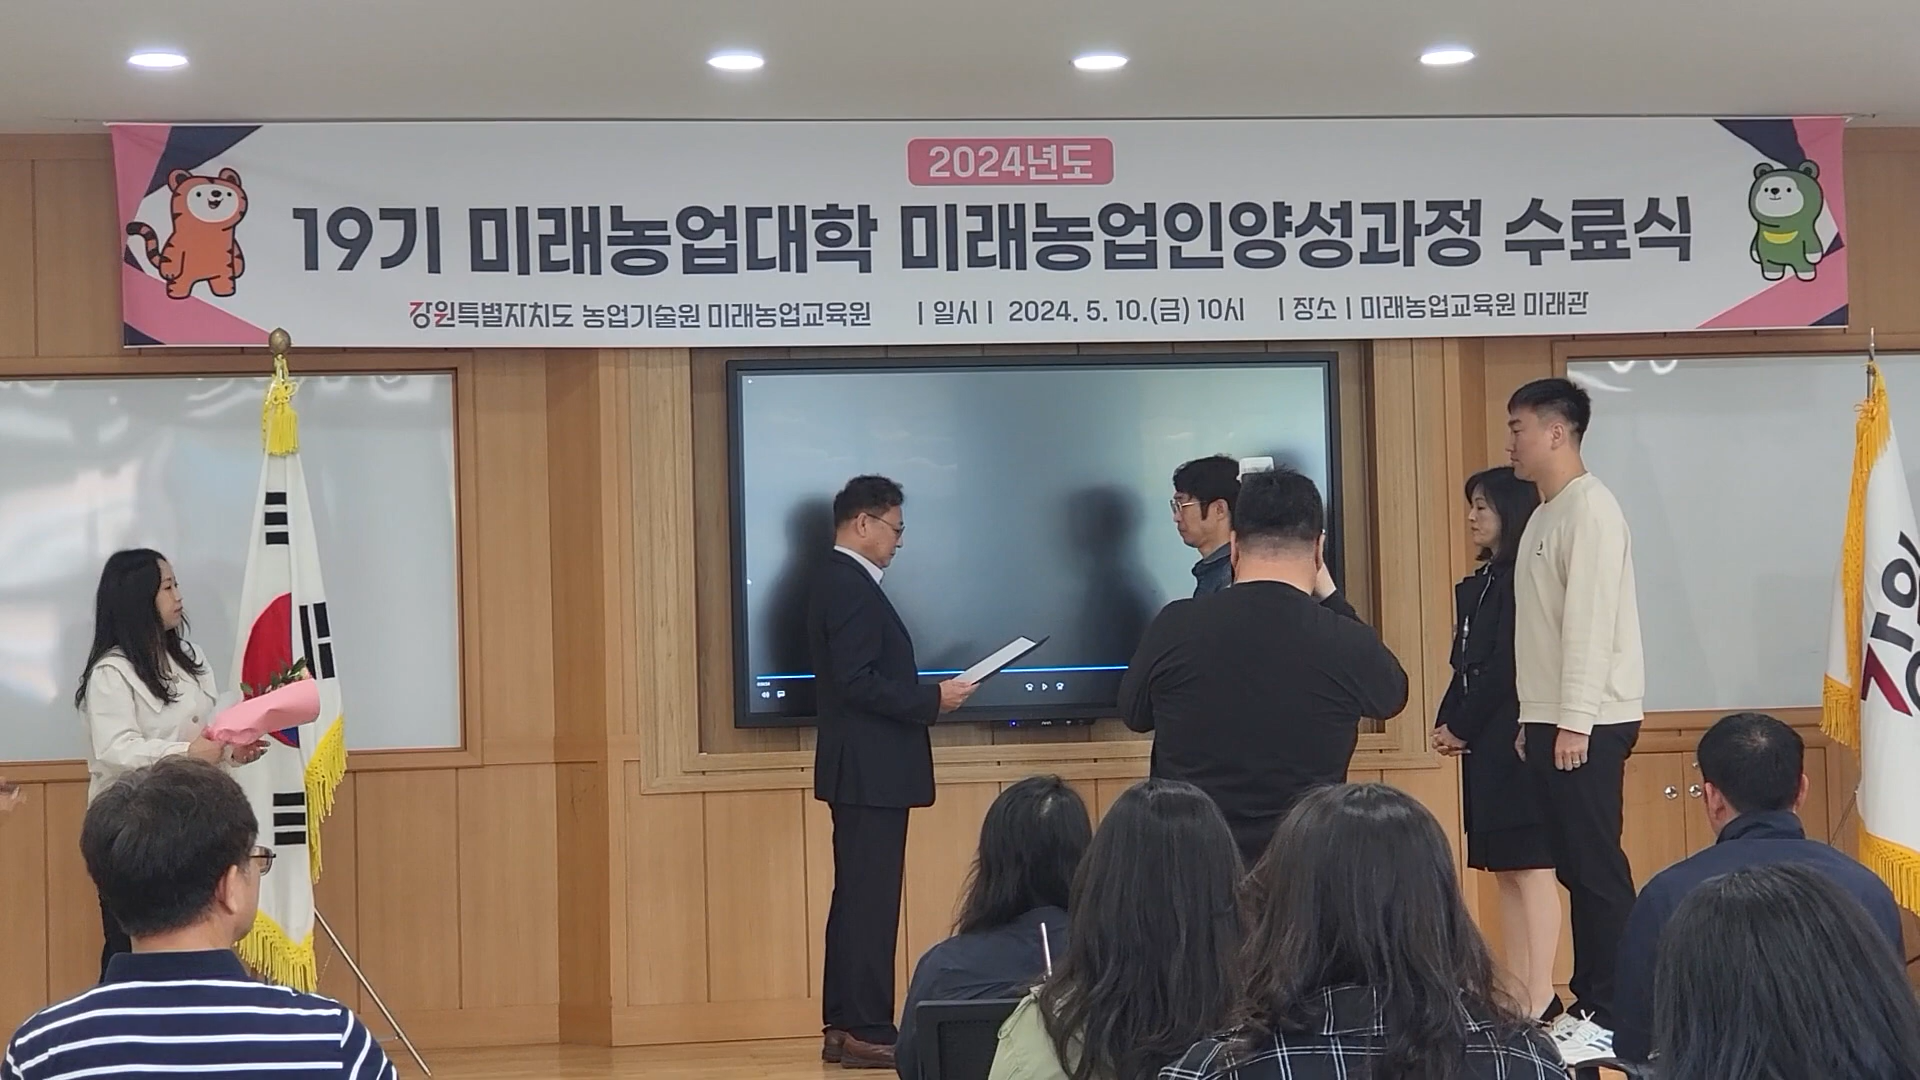 2024년도
19기 미래농업대학 미래농업인양성과정 수료식
강원특별자치도 농업기술원 미래농업교육원 | 일시 | 2024. 5. 10.(금) 10시 | 장소 | 미래농업교육원 미래관
강원